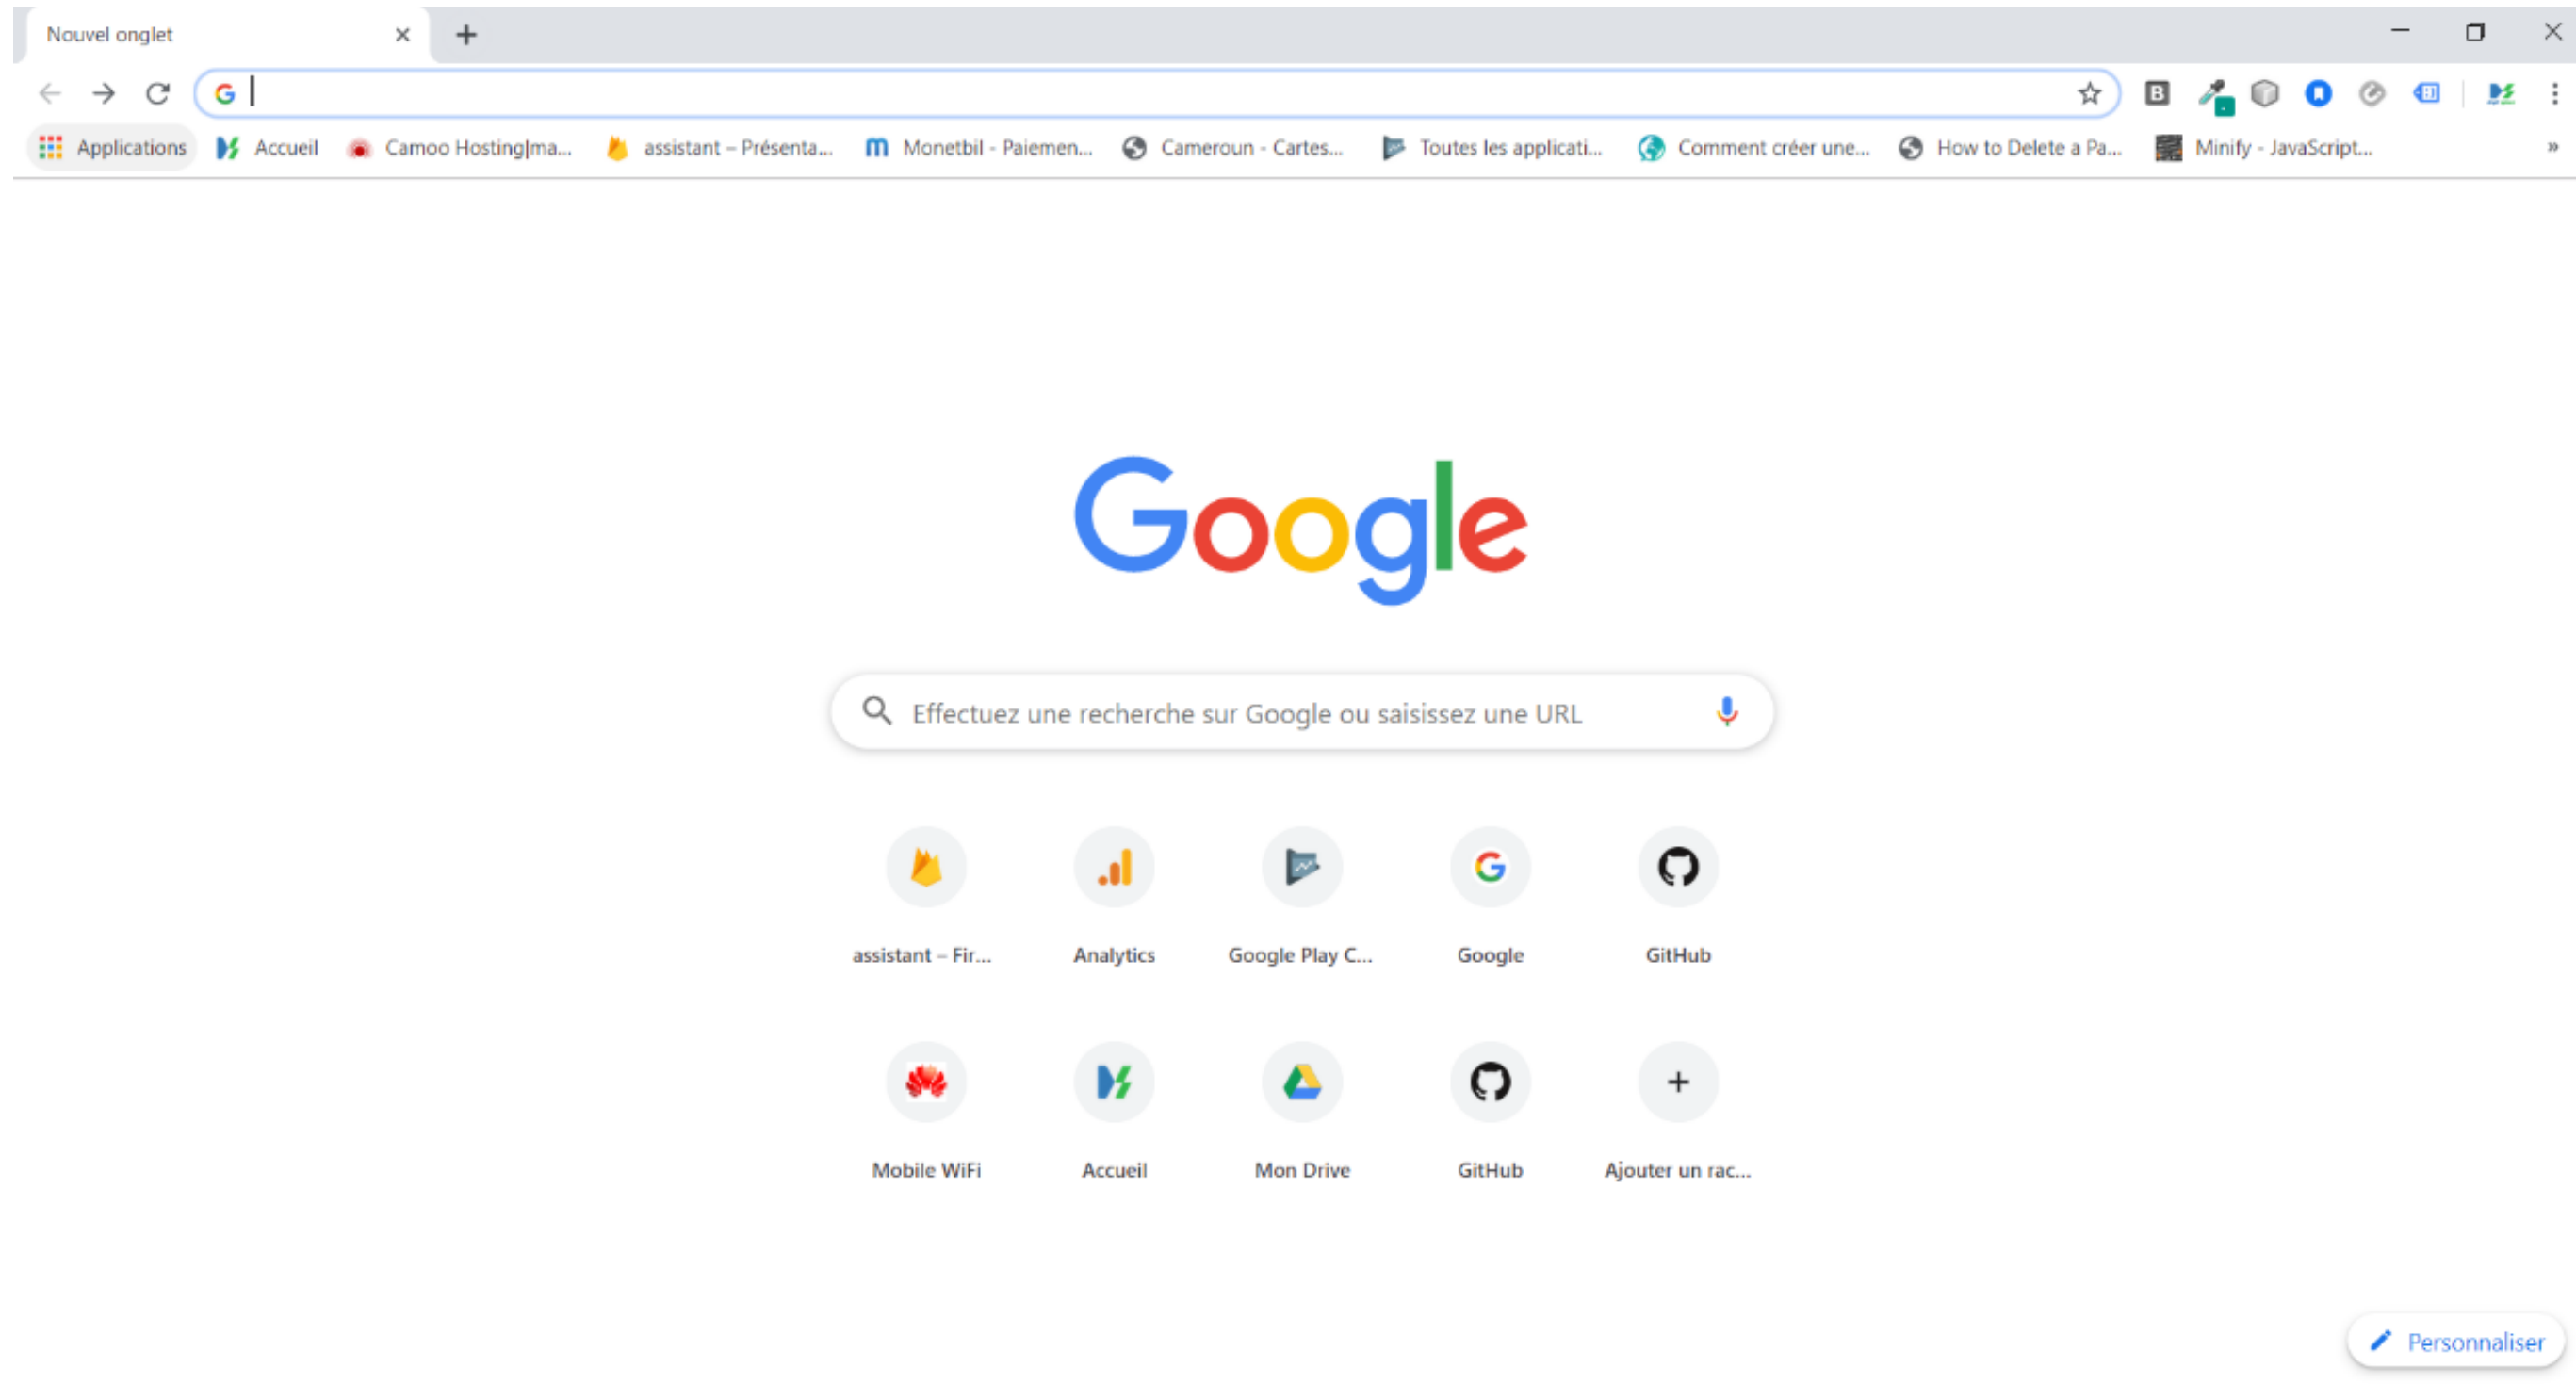 Nouvel onglet
Applications Accueil Camoo Hosting|ma... assistant – Présenta... Monetbil - Paiemen... Cameroun - Cartes... Toutes les applicati... Comment créer une... How to Delete a Pa... Minify - JavaScript... »
Google
Effectuez une recherche sur Google ou saisissez une URL
assistant – Fir... Analytics Google Play C... Google GitHub
Mobile WiFi Accueil Mon Drive GitHub Ajouter un rac...
Personnaliser